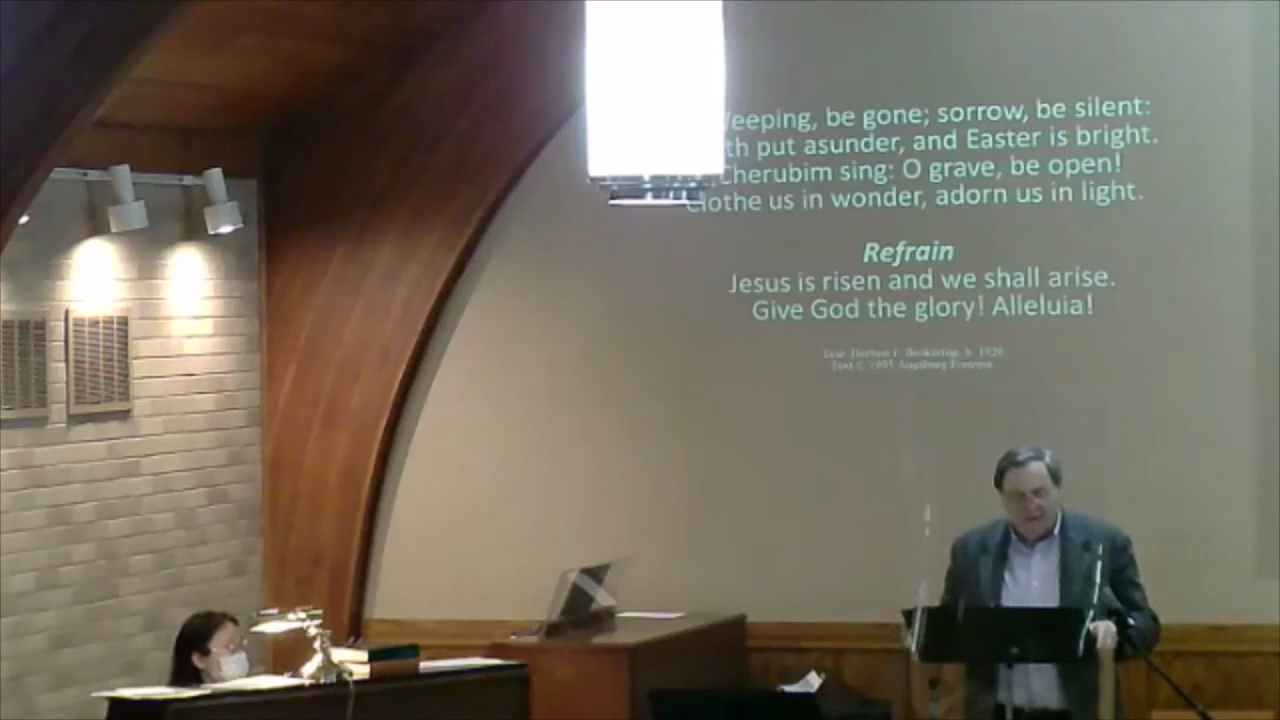 eeping, be gone; sorrow, be silent:
th put asunder, and Easter is bright.
Cherubim sing: O grave, be open!
Clothe us in wonder, adorn us in light.
Refrain
Jesus is risen and we shall arise.
Give God the glory! Alleluia!